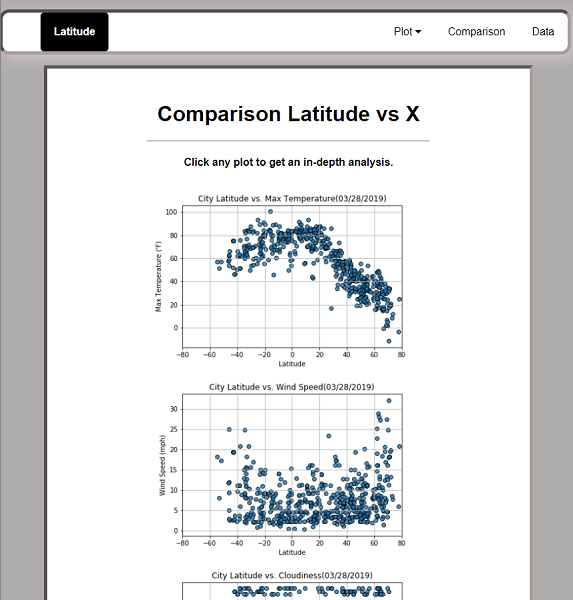 Latitude
Plot
Comparison
Data
Comparison Latitude vs X
Click any plot to get an in-depth analysis.
City Latitude vs. Max Temperature(03/28/2019)
Max Temperature (°F)
100
80
60
40
20
0
−80 −60 −40 −20 0 20 40 60 80
Latitude
City Latitude vs. Wind Speed(03/28/2019)
Wind Speed (mph)
30
25
20
15
10
5
0
−80 −60 −40 −20 0 20 40 60 80
Latitude
City Latitude vs. Cloudiness(03/28/2019)